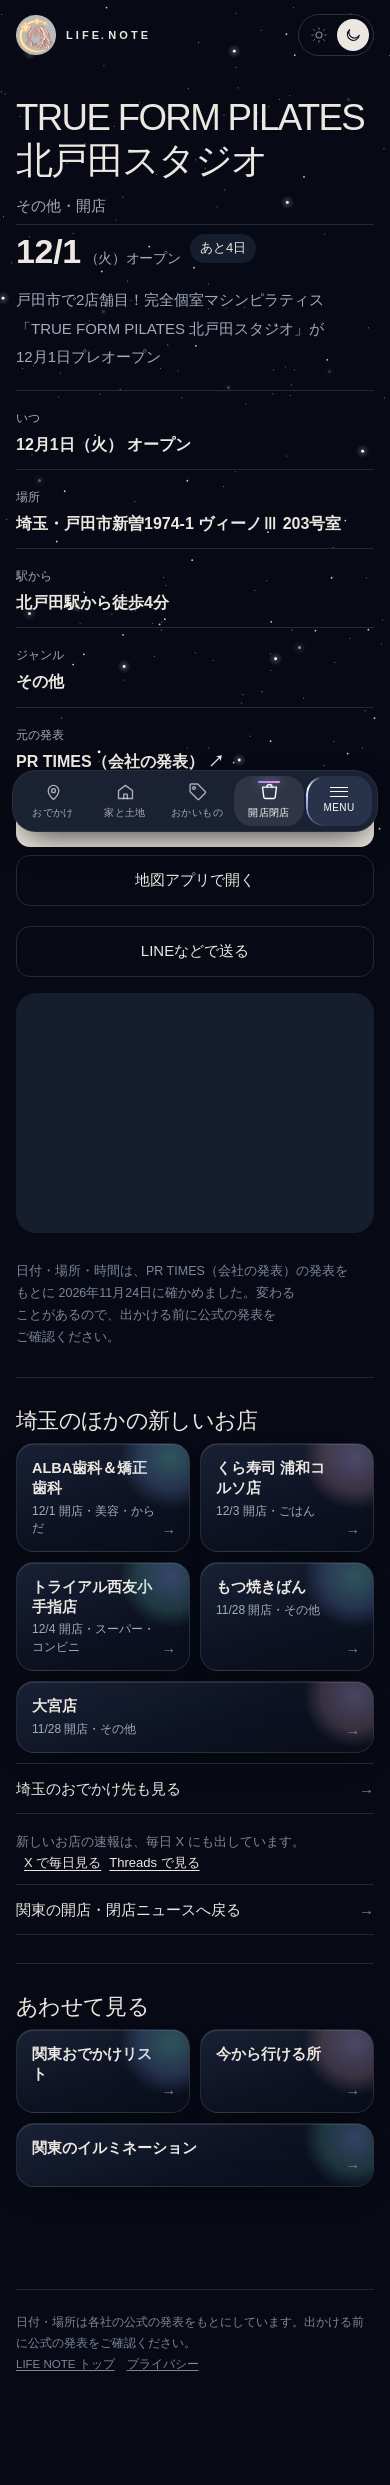 LIFE.NOTE
TRUE FORM PILATES
北戸田スタジオ
その他・開店
12/1（火）オープン あと4日
戸田市で2店舗目！完全個室マシンピラティス
「TRUE FORM PILATES 北戸田スタジオ」が
12月1日プレオープン
いつ
12月1日（火） オープン
場所
埼玉・戸田市新曽1974-1 ヴィーノⅢ 203号室
駅から
北戸田駅から徒歩4分
ジャンル
その他
元の発表
PR TIMES（会社の発表） ↗
おでかけ 家と土地 おかいもの 開店閉店 MENU
地図アプリで開く
LINEなどで送る
日付・場所・時間は、PR TIMES（会社の発表）の発表を
もとに 2026年11月24日に確かめました。変わる
ことがあるので、出かける前に公式の発表を
ご確認ください。
埼玉のほかの新しいお店
ALBA歯科＆矯正
歯科
12/1 開店・美容・から
だ →
くら寿司 浦和コ
ルソ店
12/3 開店・ごはん
→
トライアル西友小
手指店
12/4 開店・スーパー・
コンビニ →
もつ焼きばん
11/28 開店・その他
→
大宮店
11/28 開店・その他 →
埼玉のおでかけ先も見る →
新しいお店の速報は、毎日 X にも出しています。
X で毎日見る Threads で見る
関東の開店・閉店ニュースへ戻る →
あわせて見る
関東おでかけリス
ト
→
今から行ける所
→
関東のイルミネーション
→
日付・場所は各社の公式の発表をもとにしています。出かける前
に公式の発表をご確認ください。
LIFE NOTE トップ プライバシー